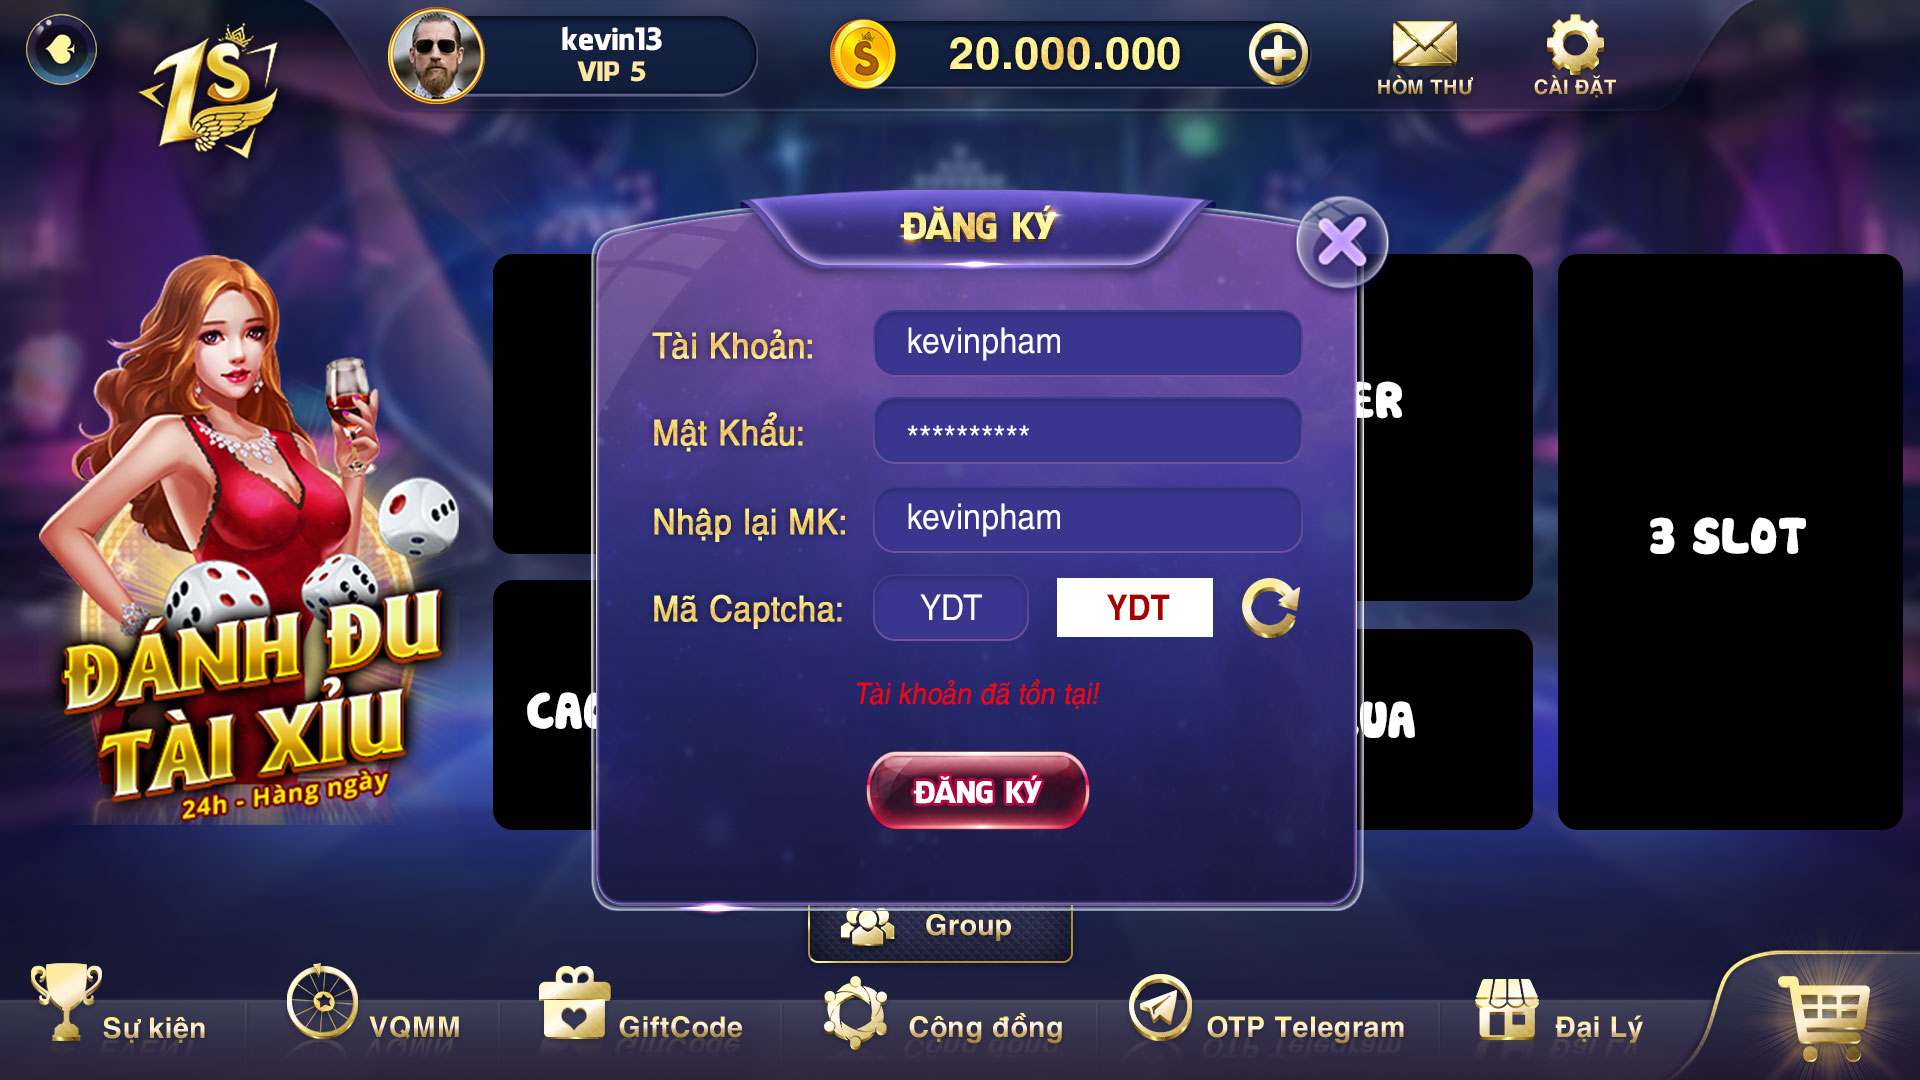 1S
kevin13
VIP 5
S
20.000.000
HÒM THƯ
CÀI ĐẶT
ĐĂNG KÝ
Tài Khoản: kevinpham
Mật Khẩu: **********
Nhập lại MK: kevinpham
Mã Captcha: YDT YDT
Tài khoản đã tồn tại!
ĐĂNG KÝ
ER
3 SLOT
UA
ĐÁNH ĐU
TÀI XỈU
24h - Hàng ngày
Group
Sự kiện
VQMM
GiftCode
Cộng đồng
OTP Telegram
Đại Lý